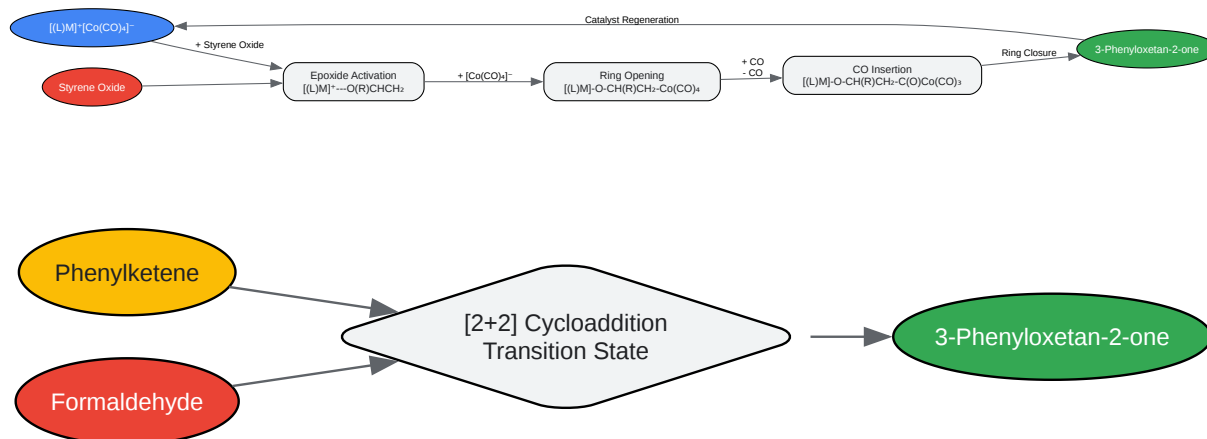 [(L)M]⁺[Co(CO)₄]⁻
Catalyst Regeneration
+ Styrene Oxide
3-Phenyloxetan-2-one
Ring Closure
Styrene Oxide
Epoxide Activation
[(L)M]⁺---O(R)CHCH₂
+ [Co(CO)₄]⁻
Ring Opening
[(L)M]-O-CH(R)CH₂-Co(CO)₄
+ CO
- CO
CO Insertion
[(L)M]-O-CH(R)CH₂-C(O)Co(CO)₃
Phenylketene
[2+2] Cycloaddition
Transition State
3-Phenyloxetan-2-one
Formaldehyde